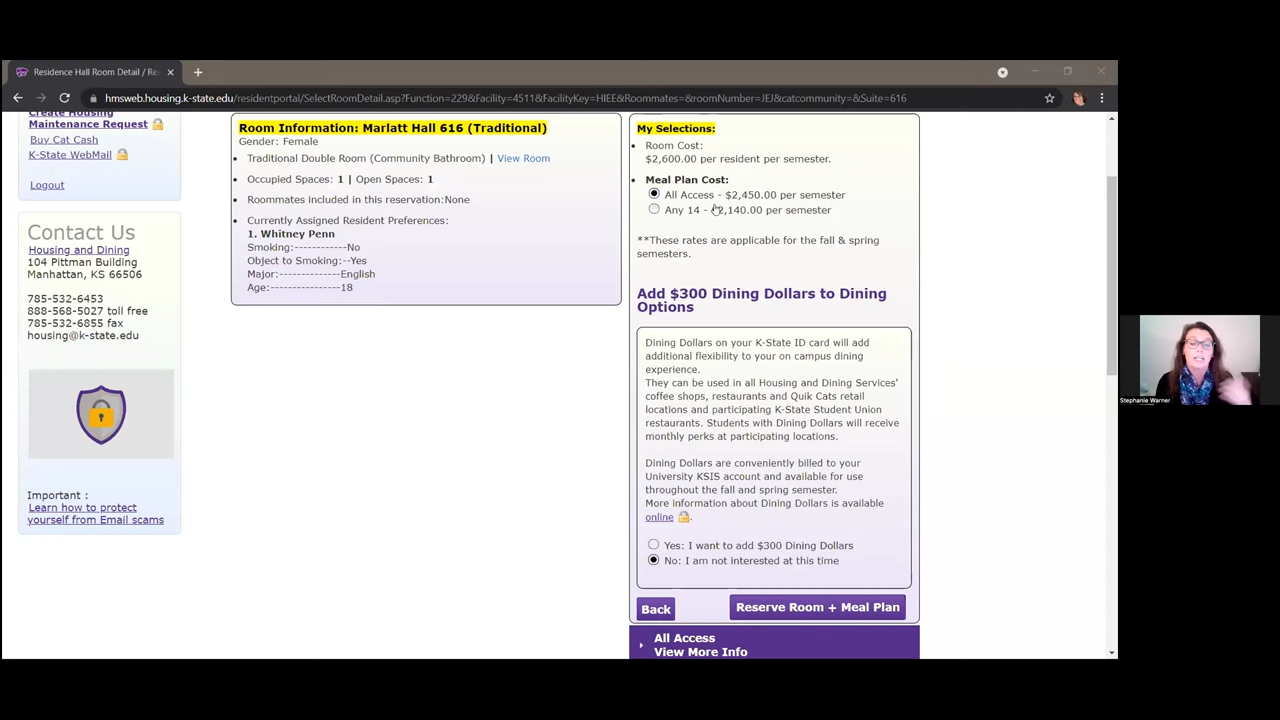 Residence Hall Room Detail / Re
hmsweb.housing.k-state.edu/residentportal/SelectRoomDetail.asp?Function=229&Facility=4511&FacilityKey=HIEE&Roommates=&roomNumber=JEJ&catcommunity=&Suite=616
Create Housing
Maintenance Request
Buy Cat Cash
K-State WebMail
Logout
Contact Us
Housing and Dining
104 Pittman Building
Manhattan, KS 66506
785-532-6453
888-568-5027 toll free
785-532-6855 fax
housing@k-state.edu
Important :
Learn how to protect
yourself from Email scams
Room Information: Marlatt Hall 616 (Traditional)
Gender: Female
Traditional Double Room (Community Bathroom) | View Room
Occupied Spaces: 1 | Open Spaces: 1
Roommates included in this reservation:None
Currently Assigned Resident Preferences:
1. Whitney Penn
Smoking:------------No
Object to Smoking:--Yes
Major:--------------English
Age:----------------18
My Selections:
Room Cost:
$2,600.00 per resident per semester.
Meal Plan Cost:
All Access - $2,450.00 per semester
Any 14 - $2,140.00 per semester
**These rates are applicable for the fall & spring
semesters.
Add $300 Dining Dollars to Dining
Options
Dining Dollars on your K-State ID card will add
additional flexibility to your on campus dining
experience.
They can be used in all Housing and Dining Services'
coffee shops, restaurants and Quik Cats retail
locations and participating K-State Student Union
restaurants. Students with Dining Dollars will receive
monthly perks at participating locations.
Dining Dollars are conveniently billed to your
University KSIS account and available for use
throughout the fall and spring semester.
More information about Dining Dollars is available
online .
Yes: I want to add $300 Dining Dollars
No: I am not interested at this time
Back
Reserve Room + Meal Plan
All Access
View More Info
Stephanie Warner